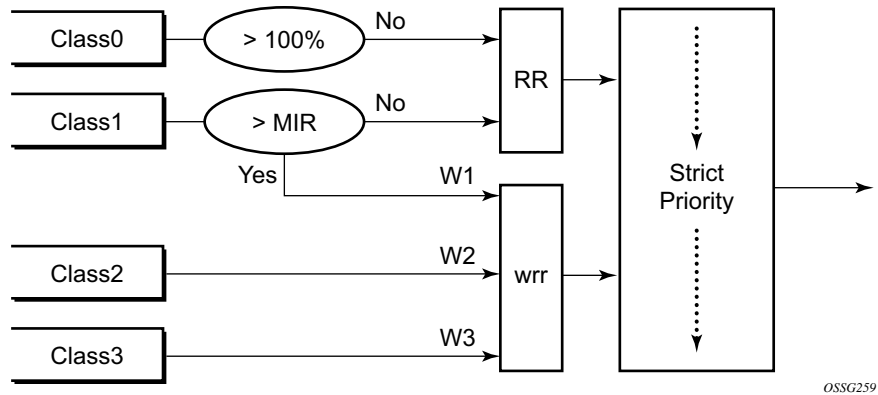 Class0
> 100%
No
RR
Class1
> MIR
No
Yes
W1
Strict
Priority
Class2
W2
wrr
Class3
W3
OSSG259